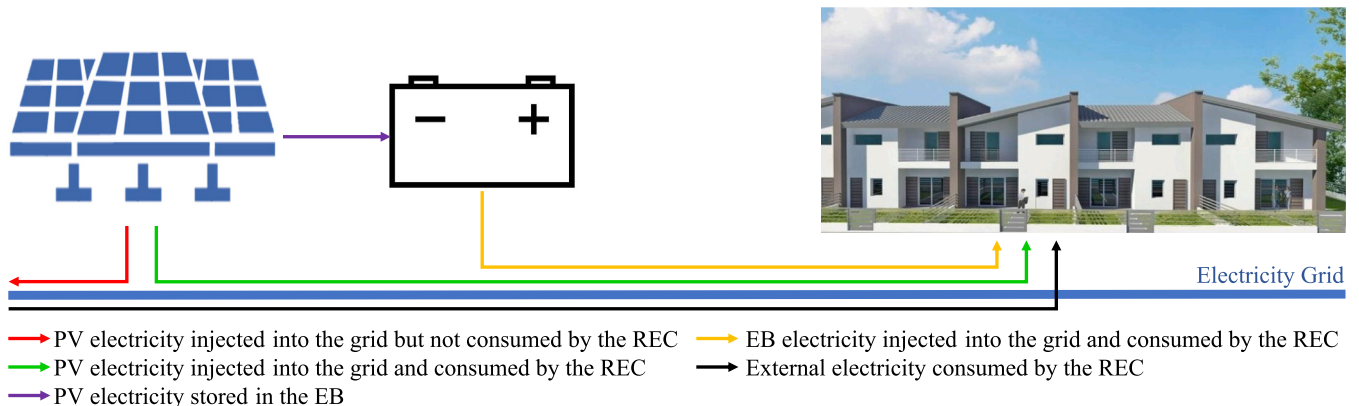 Electricity Grid
PV electricity injected into the grid but not consumed by the REC
EB electricity injected into the grid and consumed by the REC
PV electricity injected into the grid and consumed by the REC
External electricity consumed by the REC
PV electricity stored in the EB